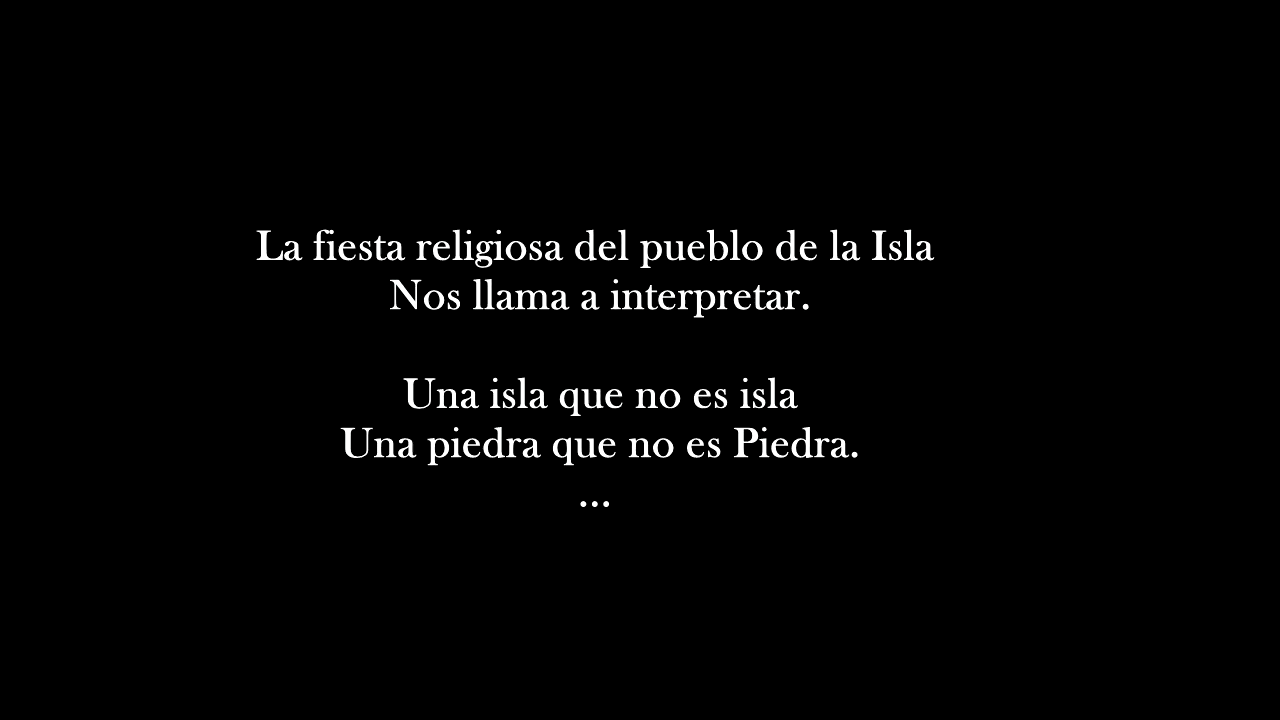 La fiesta religiosa del pueblo de la Isla
Nos llama a interpretar.
Una isla que no es isla
Una piedra que no es Piedra.
...